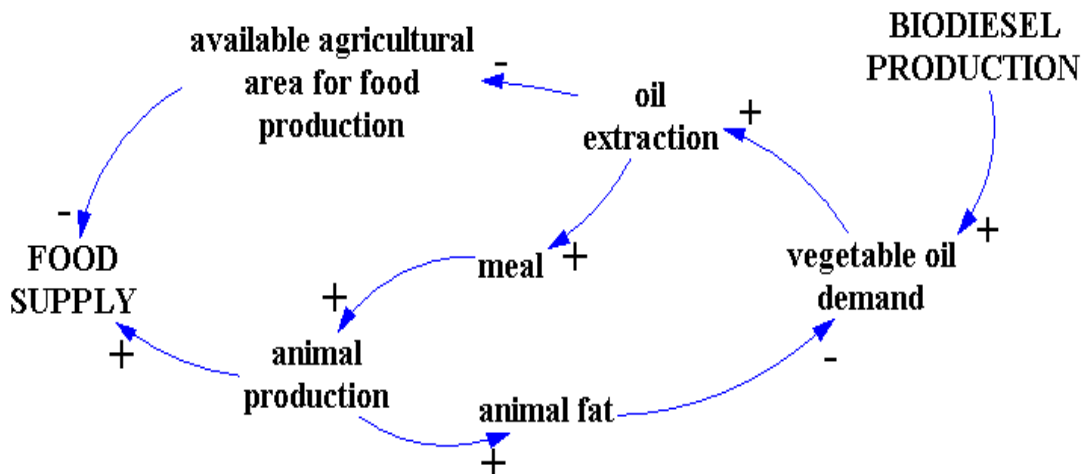 available agricultural
area for food
production
BIODIESEL
PRODUCTION
-
oil
extraction
+
-
FOOD
SUPPLY
meal
+
+
vegetable oil
demand
+
+
animal
production
-
animal fat
+